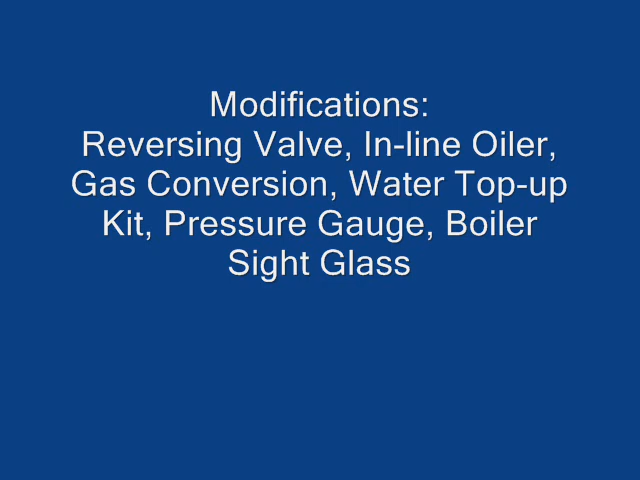 Modifications:
Reversing Valve, In-line Oiler,
Gas Conversion, Water Top-up
Kit, Pressure Gauge, Boiler
Sight Glass